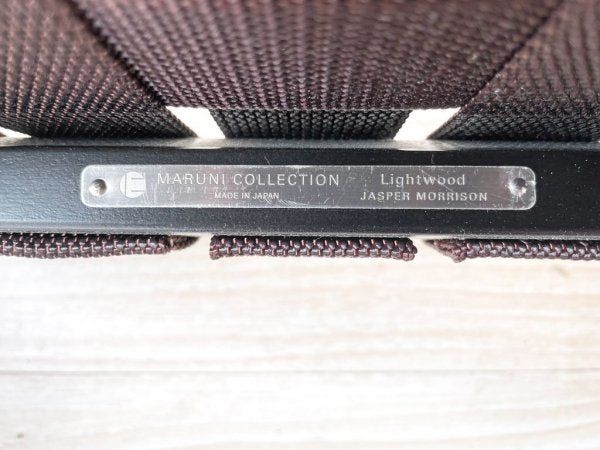 MARUNI COLLECTION Lightwood
MADE IN JAPAN JASPER MORRISON